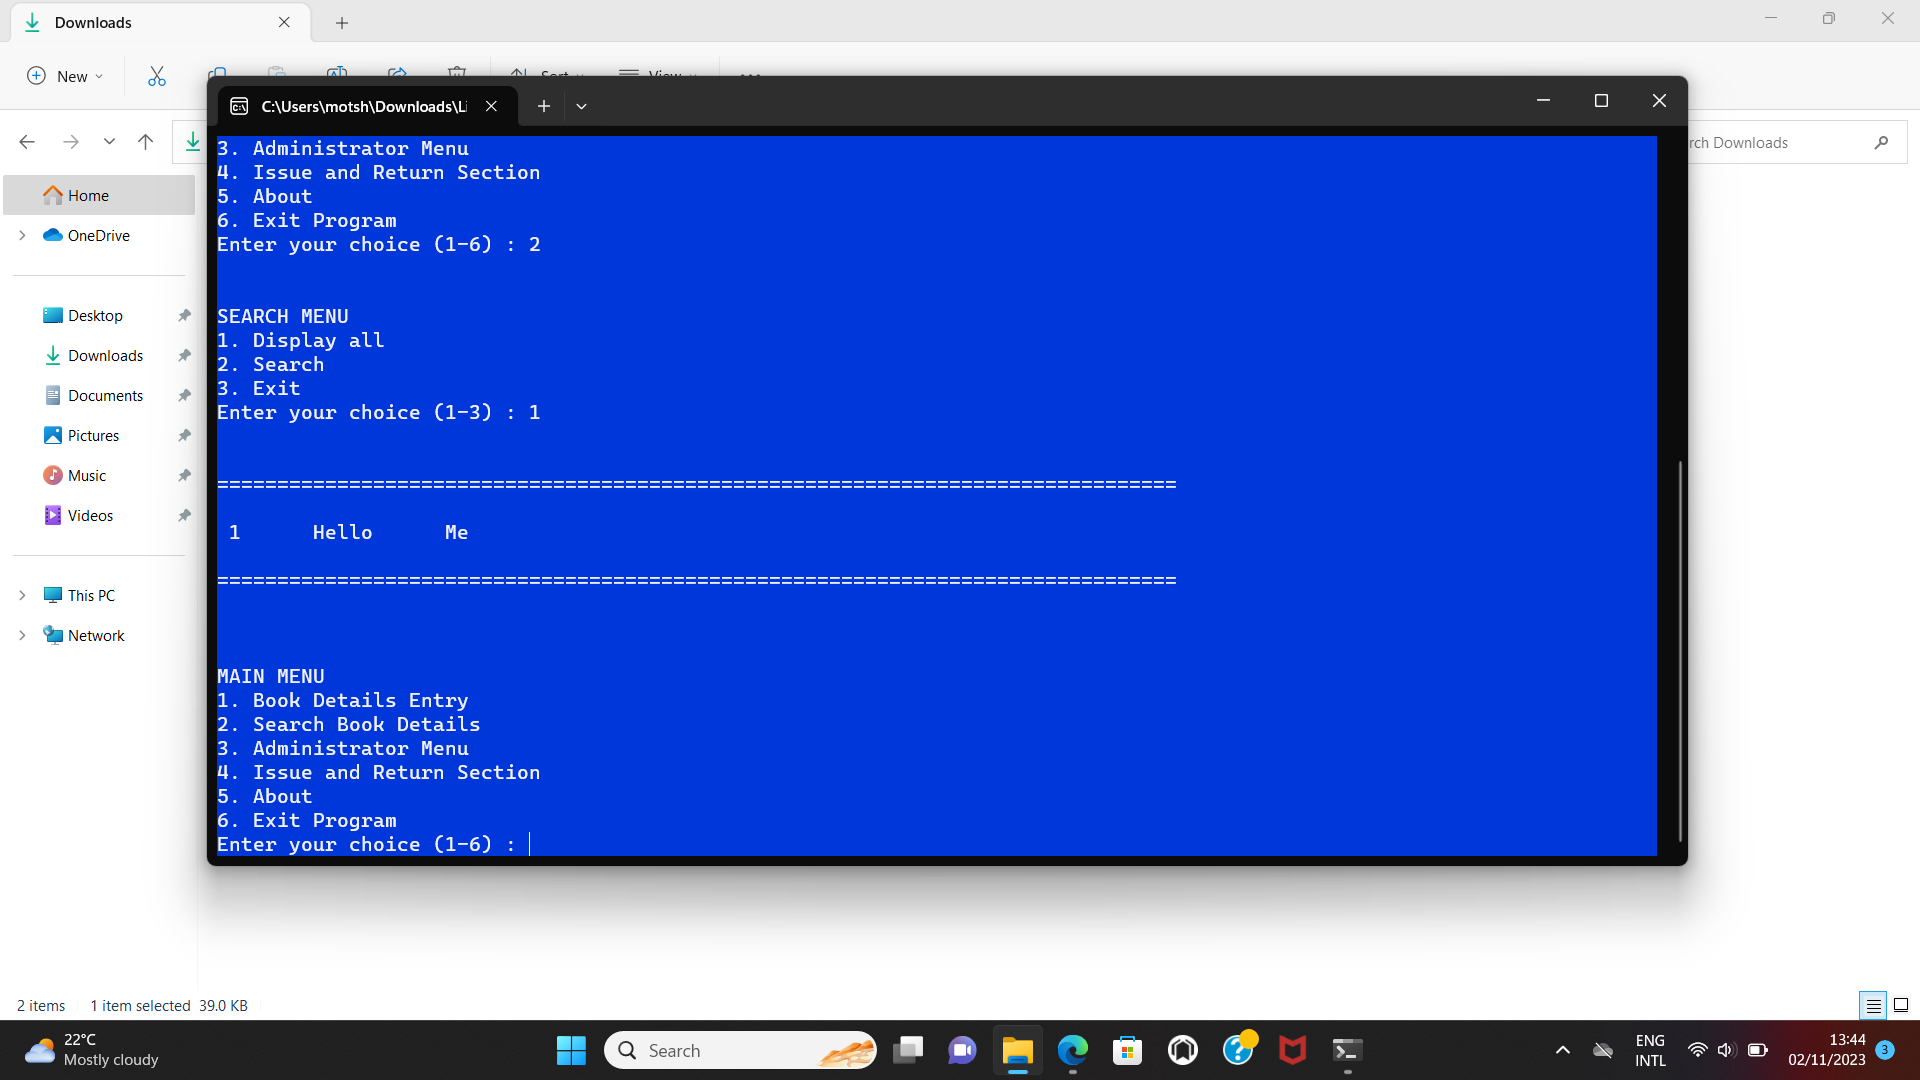 Downloads
New
Sort
View
C:\Users\motsh\Downloads\Li
rch Downloads
Home
OneDrive
Desktop
Downloads
Documents
Pictures
Music
Videos
This PC
Network
3. Administrator Menu
4. Issue and Return Section
5. About
6. Exit Program
Enter your choice (1-6) : 2
SEARCH MENU
1. Display all
2. Search
3. Exit
Enter your choice (1-3) : 1
================================================================================
1 Hello Me
================================================================================
MAIN MENU
1. Book Details Entry
2. Search Book Details
3. Administrator Menu
4. Issue and Return Section
5. About
6. Exit Program
Enter your choice (1-6) :
2 items 1 item selected 39.0 KB
22°C
Mostly cloudy
Search
ENG
INTL
13:44
02/11/2023
3